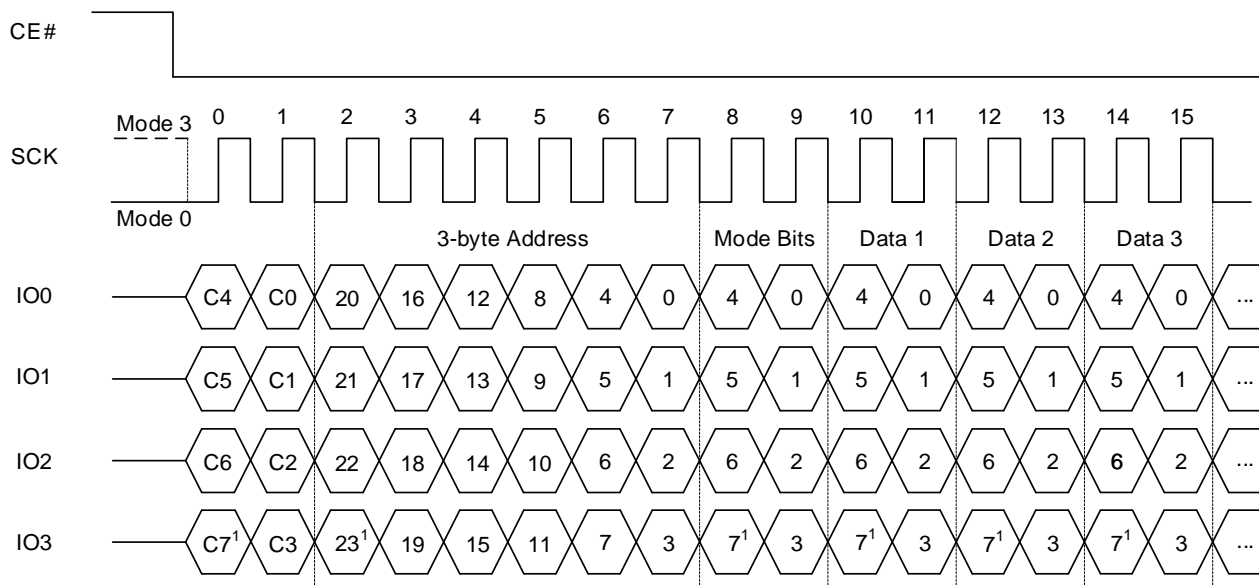 CE#
0 1 2 3 4 5 6 7 8 9 10 11 12 13 14 15
Mode 3
SCK
Mode 0
3-byte Address Mode Bits Data 1 Data 2 Data 3
IO0 C4 C0 20 16 12 8 4 0 4 0 4 0 4 0 4 0 ...
IO1 C5 C1 21 17 13 9 5 1 5 1 5 1 5 1 5 1 ...
IO2 C6 C2 22 18 14 10 6 2 6 2 6 2 6 2 6 2 ...
IO3 C7¹ C3 23¹ 19 15 11 7 3 7¹ 3 7¹ 3 7¹ 3 7¹ 3 ...